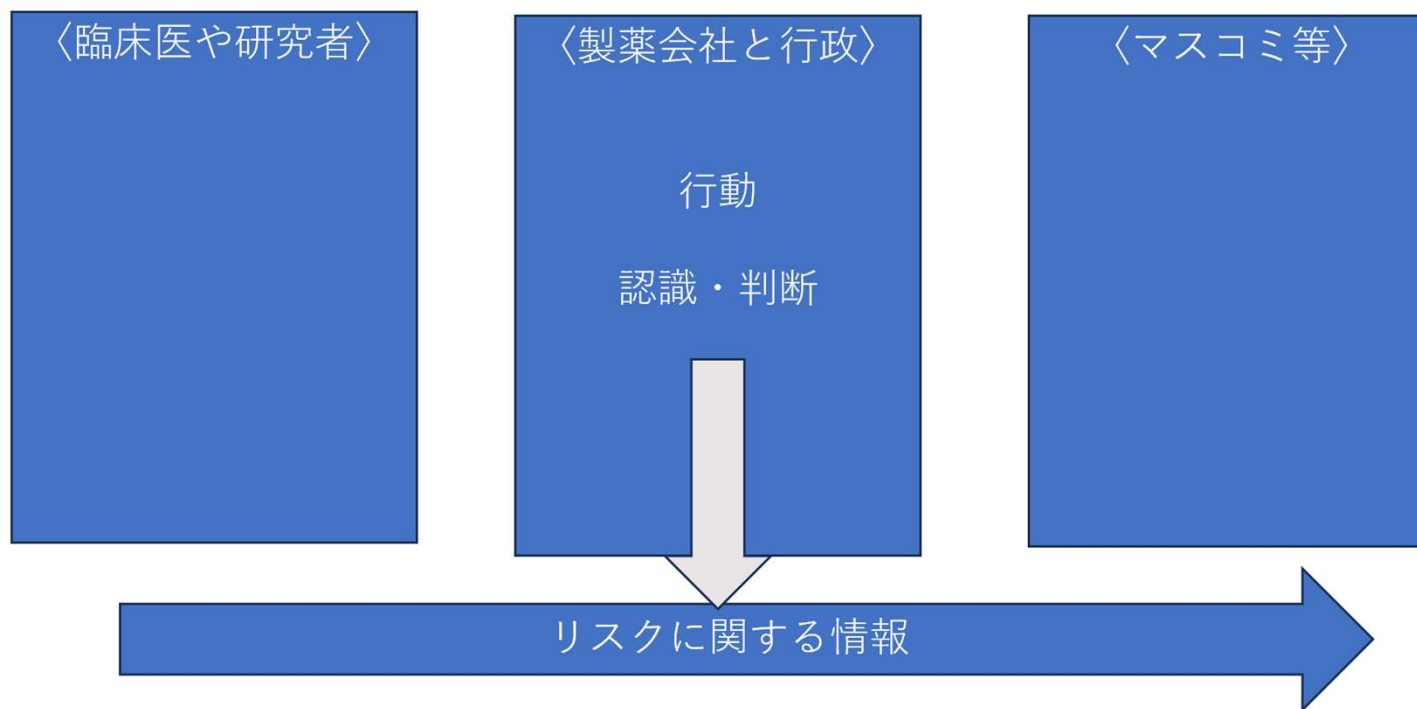 〈臨床医や研究者〉
〈製薬会社と行政〉
〈マスコミ等〉
行動
認識・判断
リスクに関する情報